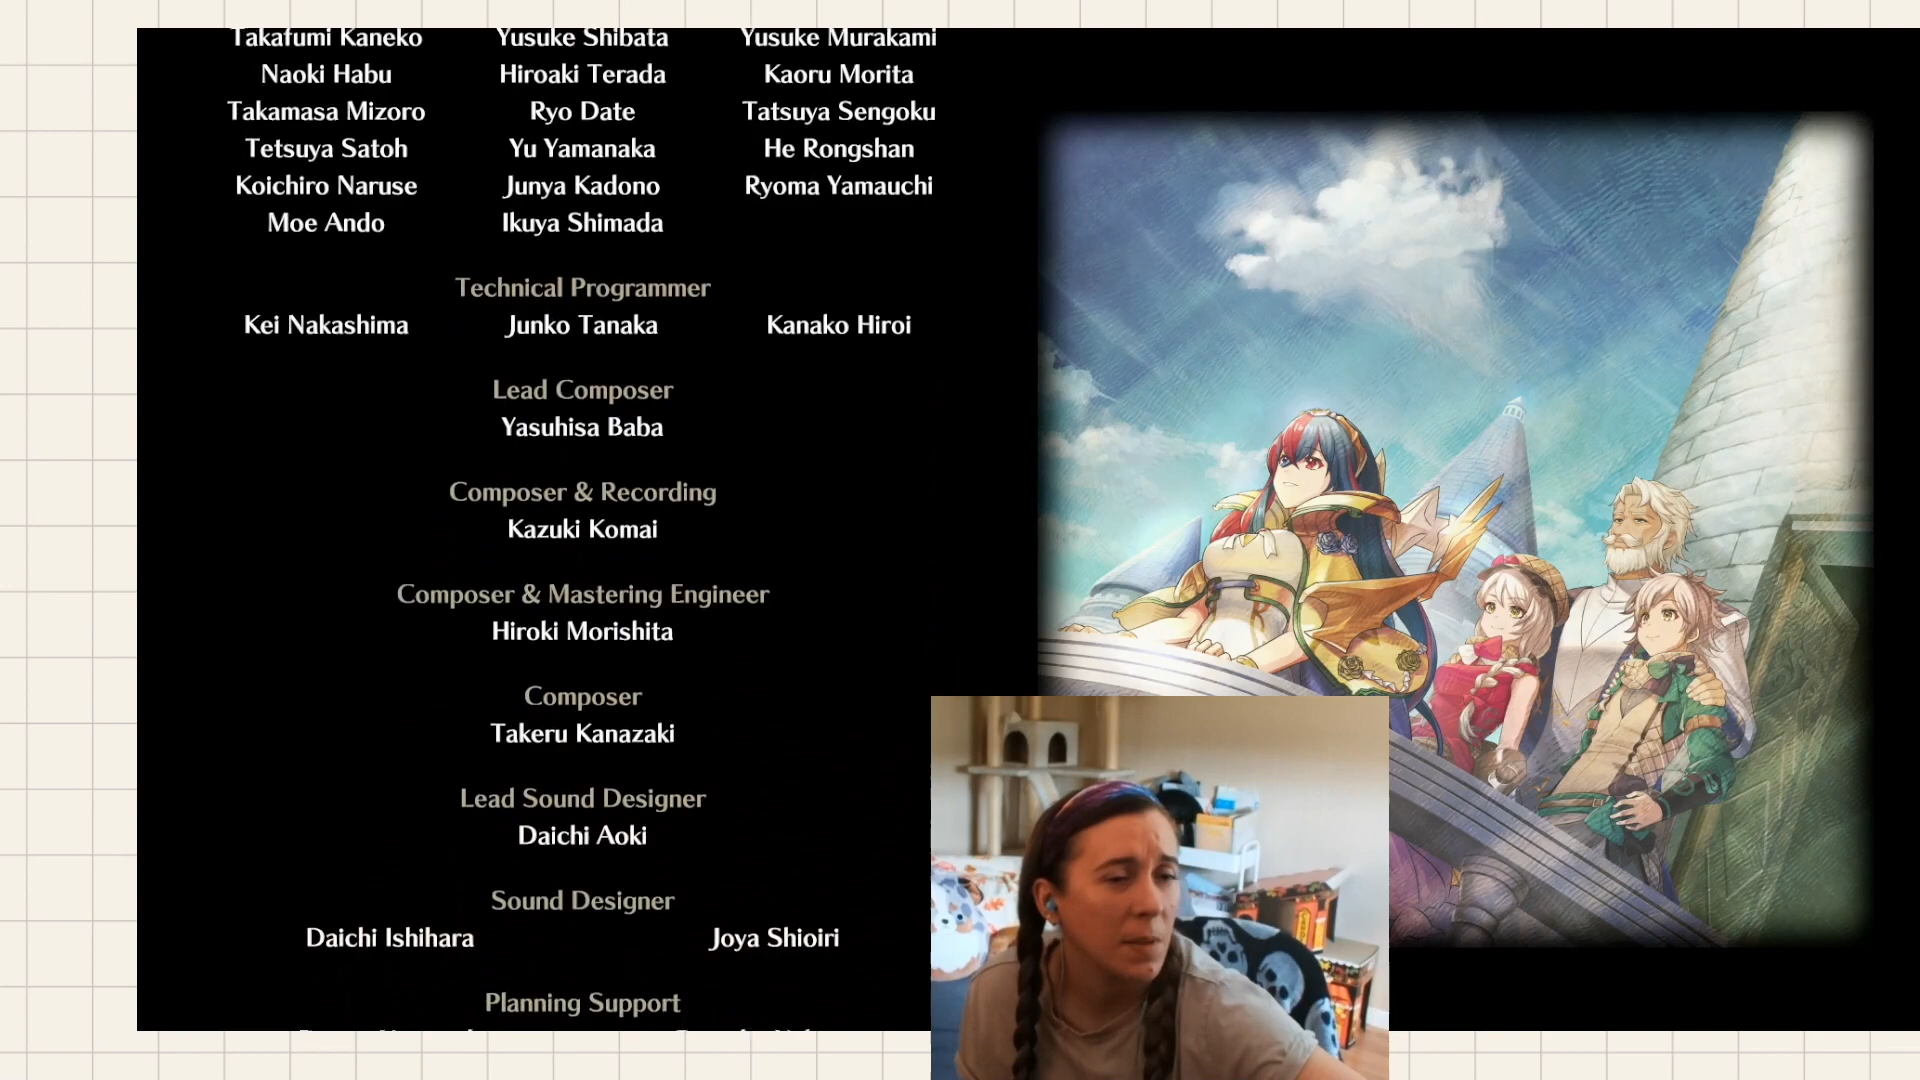 Takafumi Kaneko Yusuke Shibata Yusuke Murakami
Naoki Habu Hiroaki Terada Kaoru Morita
Takamasa Mizoro Ryo Date Tatsuya Sengoku
Tetsuya Satoh Yu Yamanaka He Rongshan
Koichiro Naruse Junya Kadono Ryoma Yamauchi
Moe Ando Ikuya Shimada
Technical Programmer
Kei Nakashima Junko Tanaka Kanako Hiroi
Lead Composer
Yasuhisa Baba
Composer & Recording
Kazuki Komai
Composer & Mastering Engineer
Hiroki Morishita
Composer
Takeru Kanazaki
Lead Sound Designer
Daichi Aoki
Sound Designer
Daichi Ishihara Joya Shioiri
Planning Support